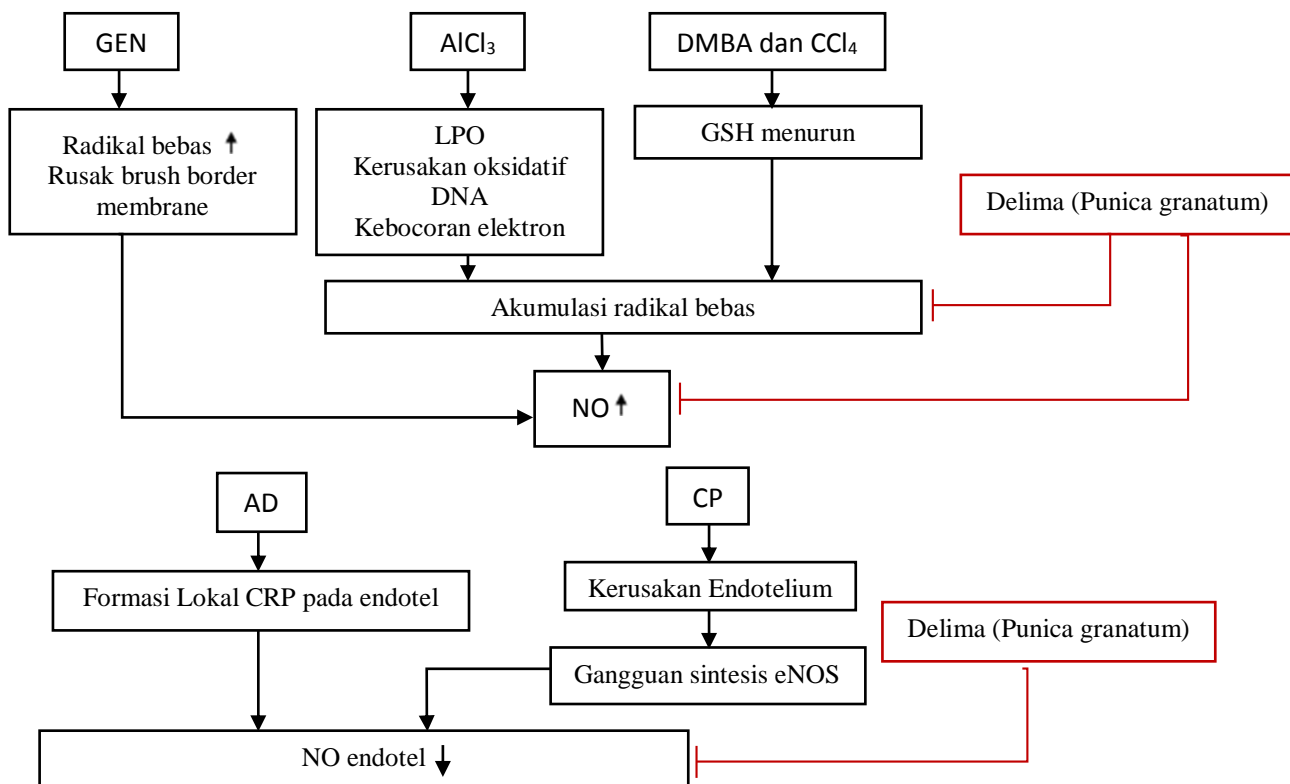 GEN
AlCl₃
DMBA dan CCl₄
Radikal bebas ↑
Rusak brush border
membrane
LPO
Kerusakan oksidatif
DNA
Kebocoran elektron
GSH menurun
Delima (Punica granatum)
Akumulasi radikal bebas
NO ↑
AD
CP
Formasi Lokal CRP pada endotel
Kerusakan Endotelium
Delima (Punica granatum)
Gangguan sintesis eNOS
NO endotel ↓